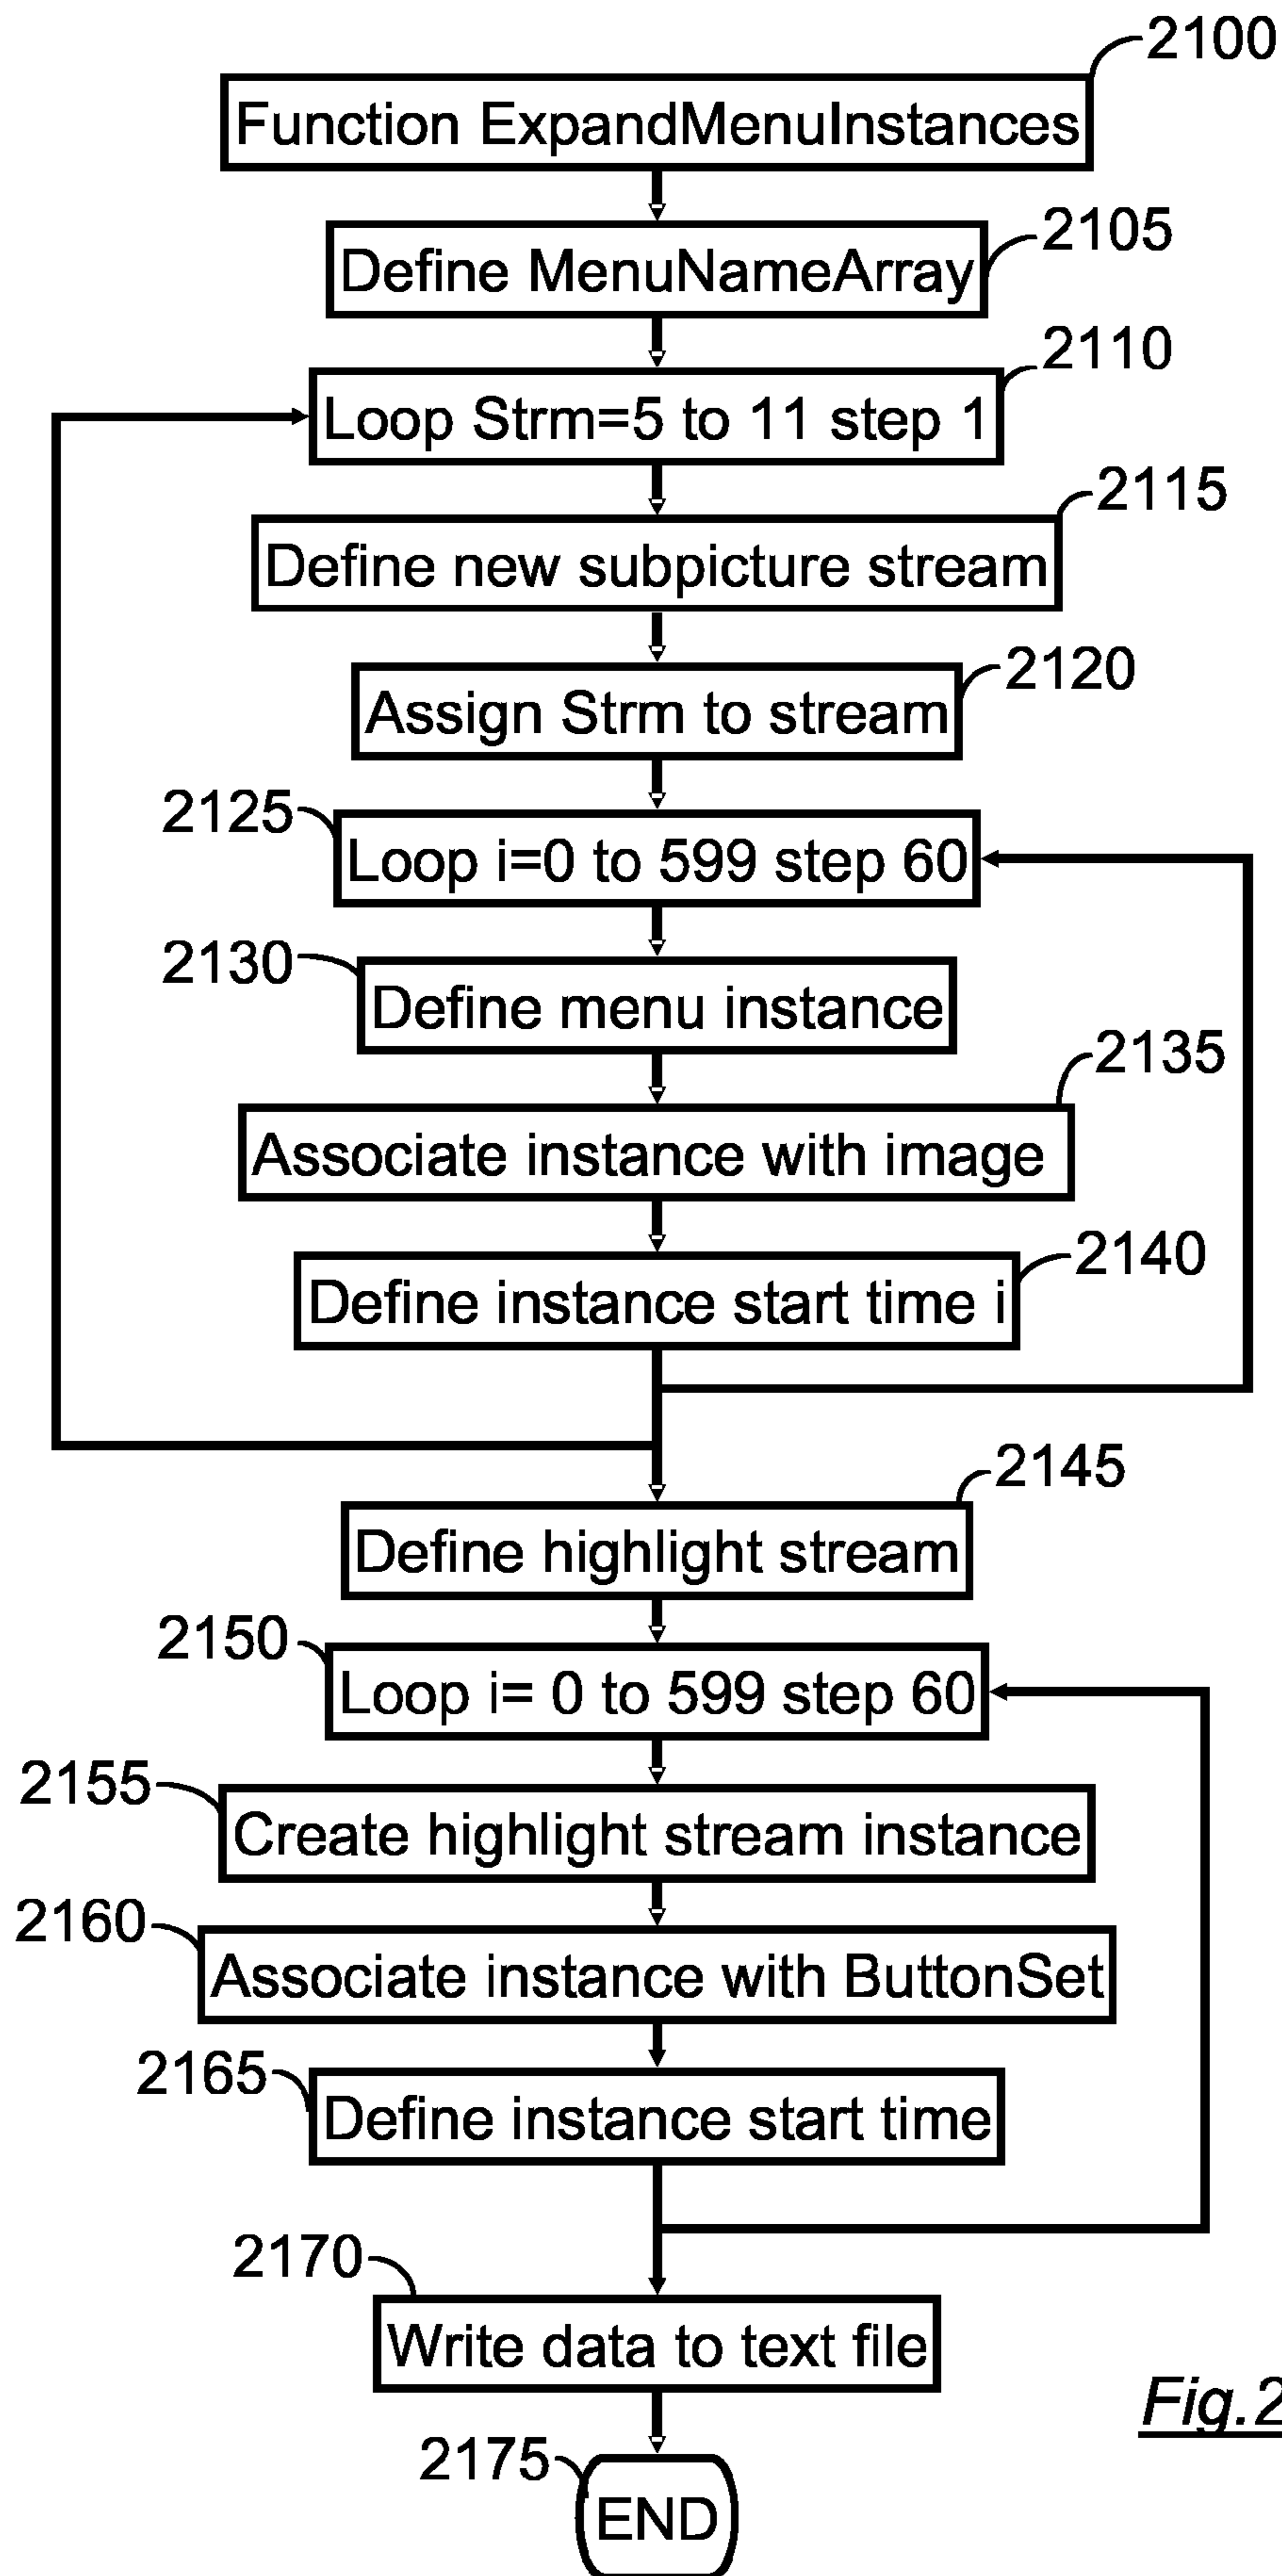 2100
Function ExpandMenuInstances
2105
Define MenuNameArray
2110
Loop Strm=5 to 11 step 1
2115
Define new subpicture stream
2120
Assign Strm to stream
2125
Loop i=0 to 599 step 60
2130
Define menu instance
2135
Associate instance with image
2140
Define instance start time i
2145
Define highlight stream
2150
Loop i= 0 to 599 step 60
2155
Create highlight stream instance
2160
Associate instance with ButtonSet
2165
Define instance start time
2170
Write data to text file
Fig.2
2175
END